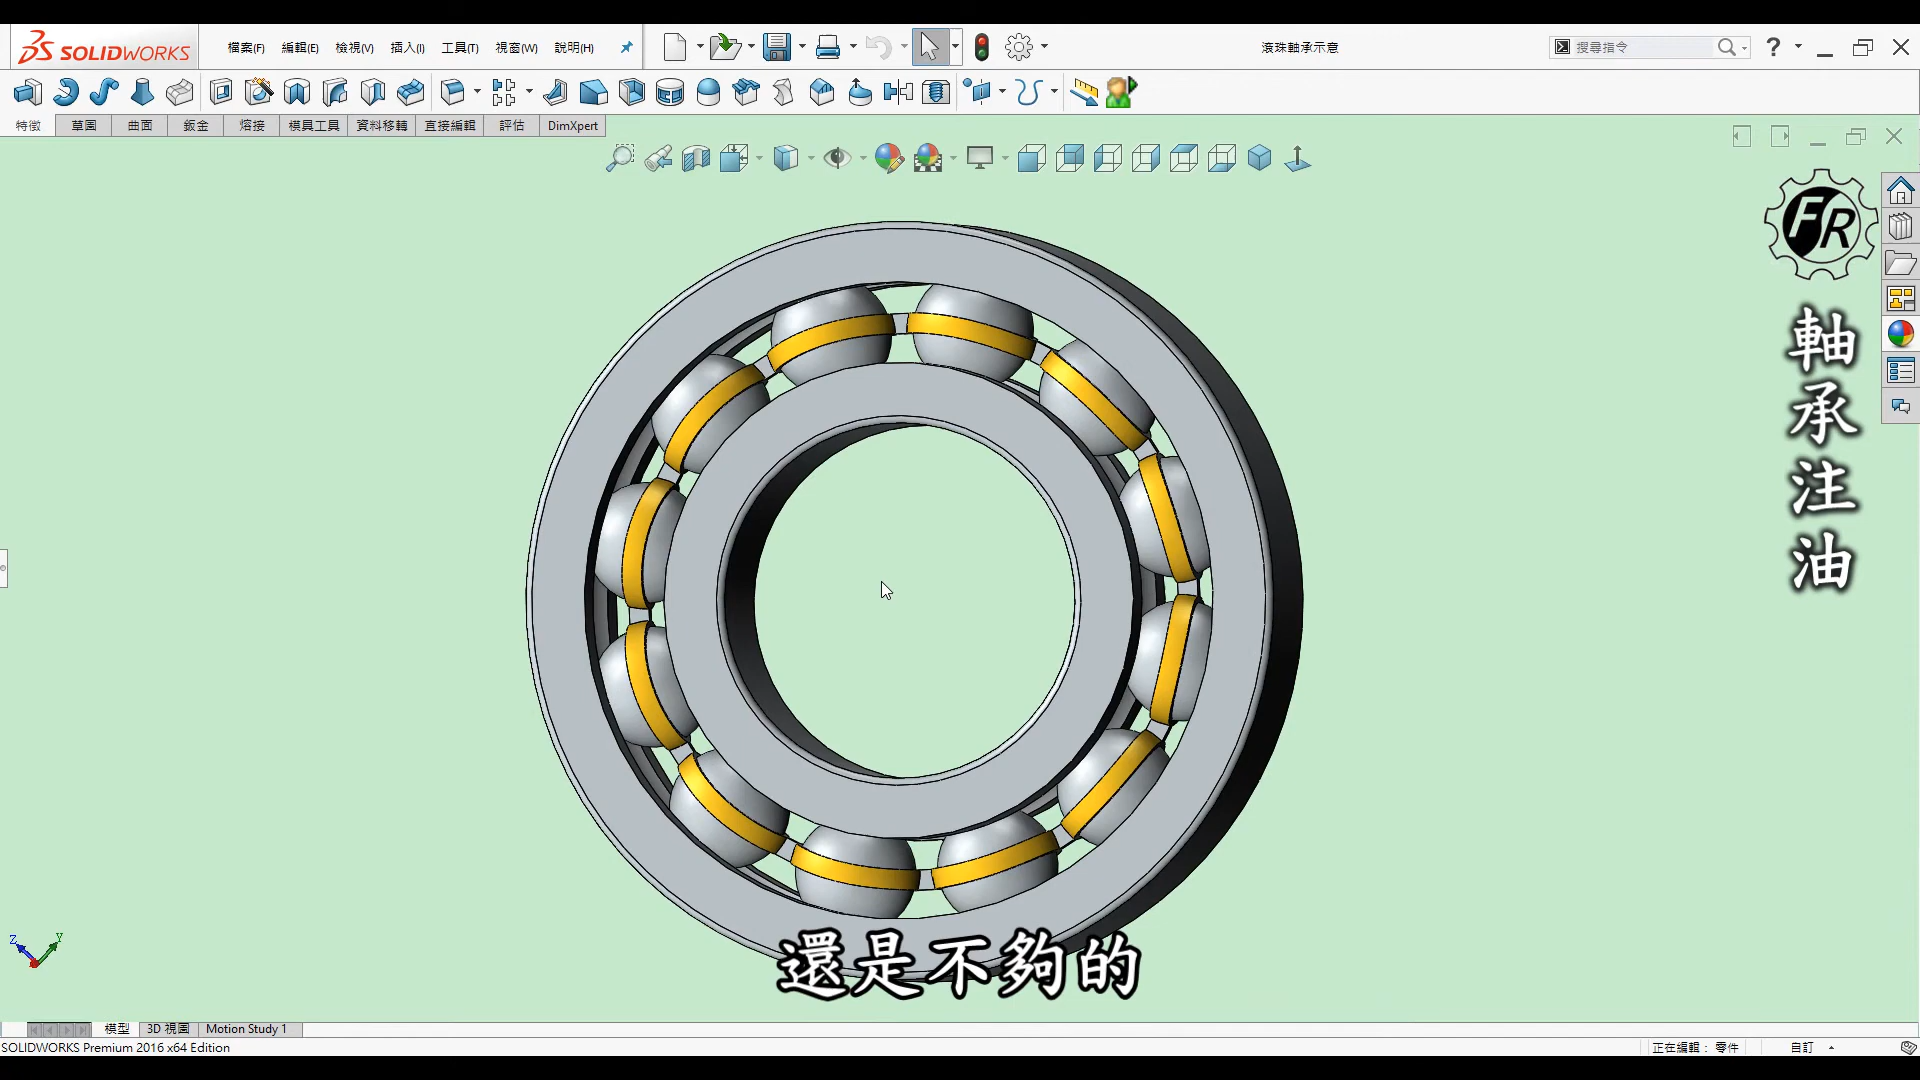 SOLIDWORKS
檔案(F) 編輯(E) 檢視(V) 插入(I) 工具(T) 視窗(W) 說明(H)
滾珠軸承示意
搜尋指令
特徵 草圖 曲面 鈑金 熔接 模具工具 資料移轉 直接編輯 評估 DimXpert
FR
軸承注油
還是不夠的
Z Y
模型 3D 視圖 Motion Study 1
SOLIDWORKS Premium 2016 x64 Edition
正在編輯： 零件 自訂